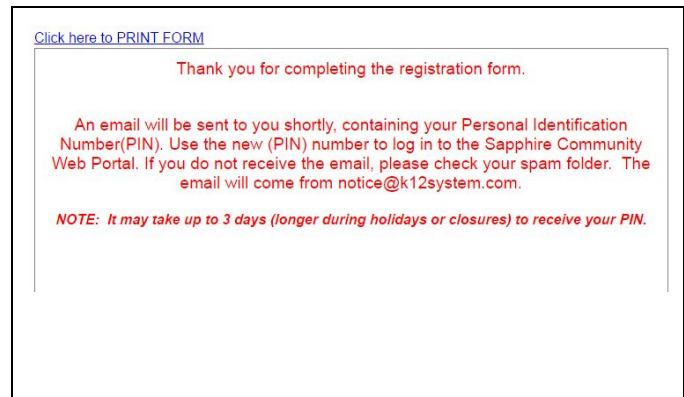 Click here to PRINT FORM
Thank you for completing the registration form.
An email will be sent to you shortly, containing your Personal Identification
Number(PIN). Use the new (PIN) number to log in to the Sapphire Community
Web Portal. If you do not receive the email, please check your spam folder.  The
email will come from notice@k12system.com.
NOTE:  It may take up to 3 days (longer during holidays or closures) to receive your PIN.